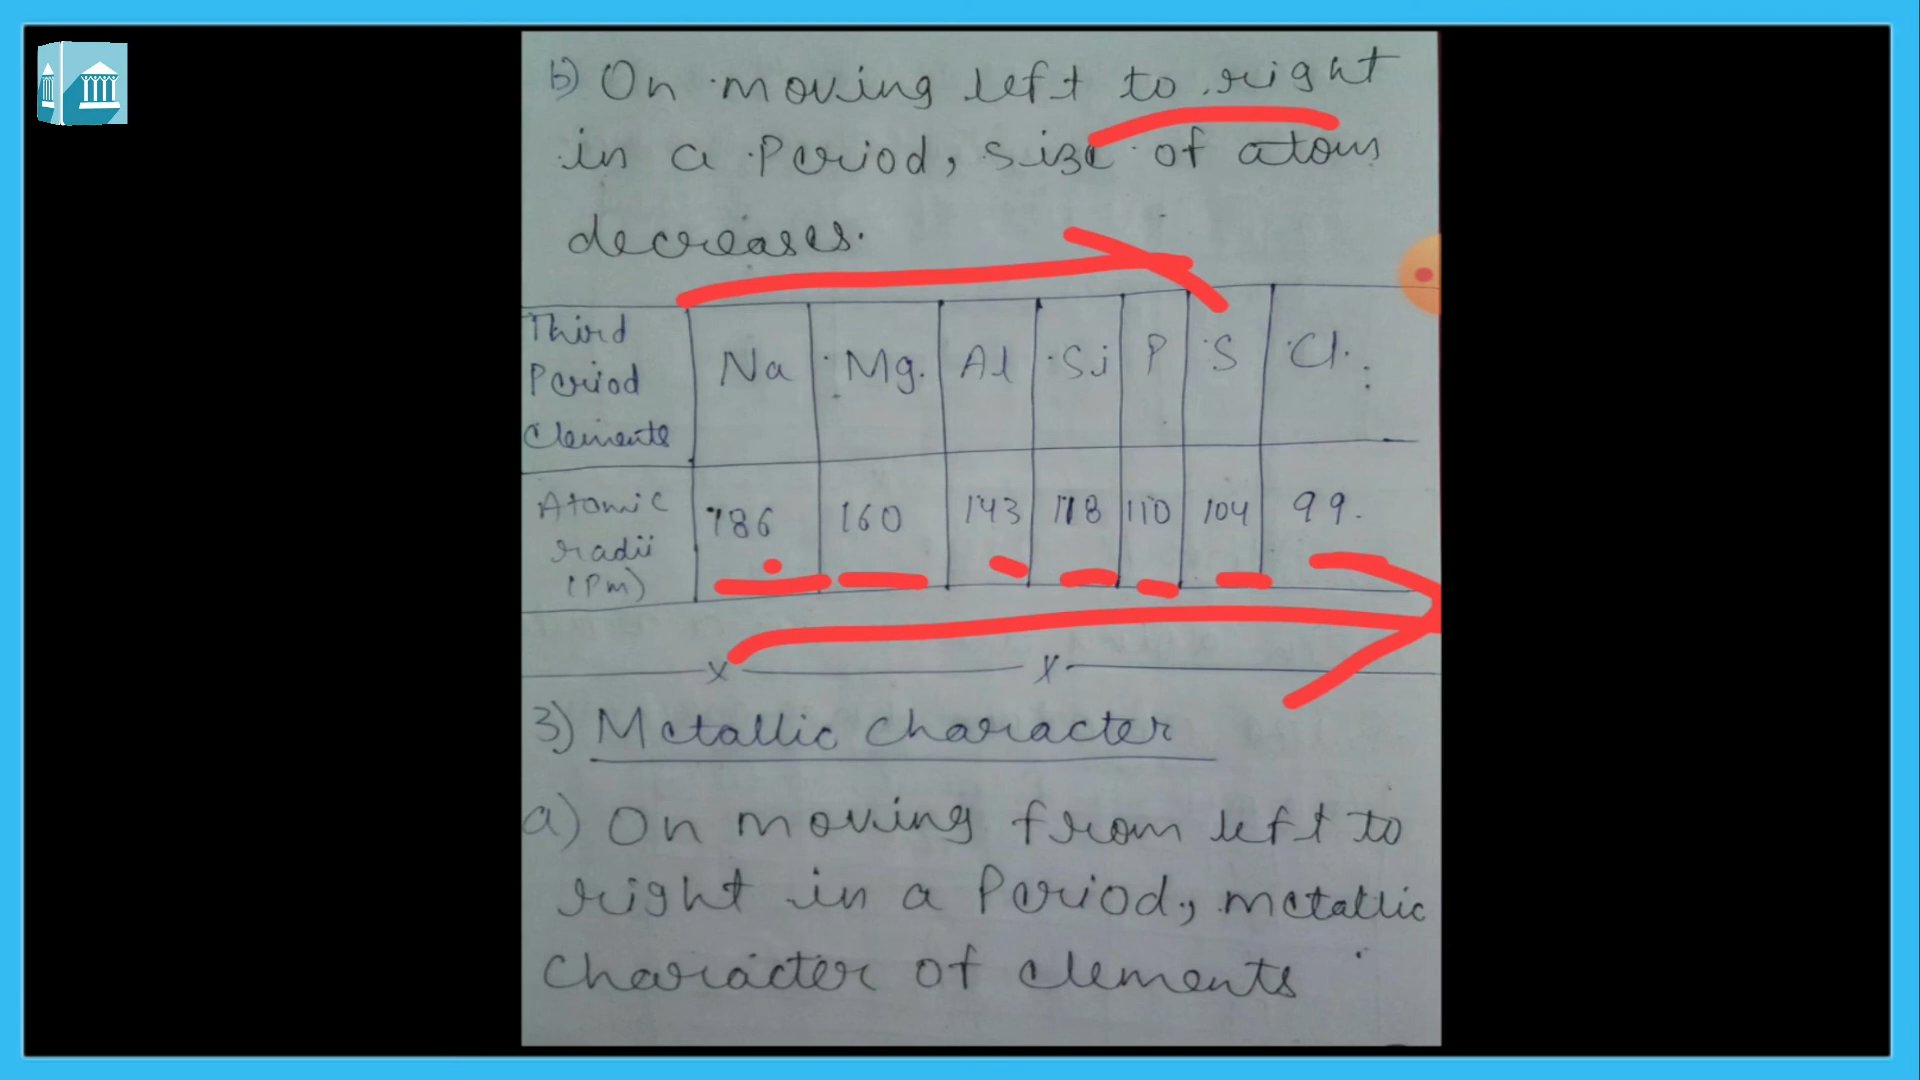 b) On moving left to right
in a Period, size of atom
decreases.
Third Period Elements Na Mg. Al Si P S Cl.
Atomic radii (Pm) 186 160 143 118 110 104 99.
x x
3) Metallic character
a) On moving from left to
right in a Period, metallic
character of elements